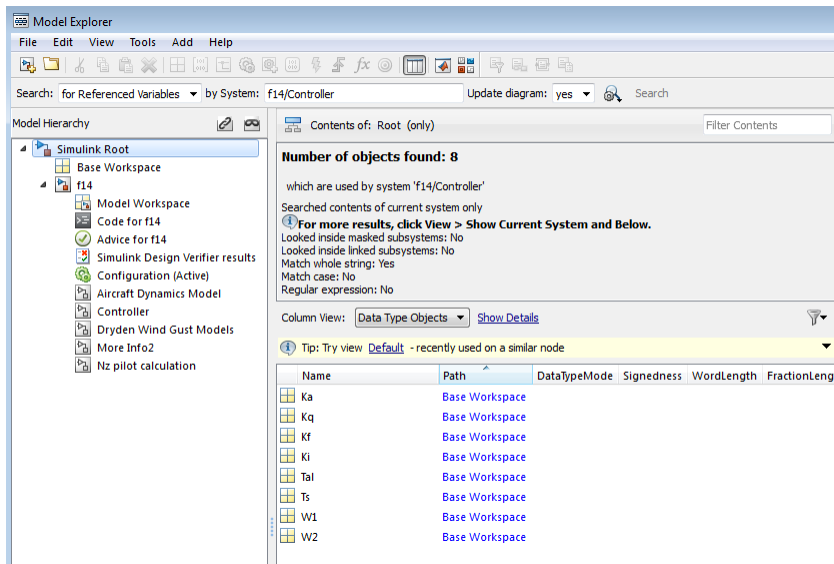 Model Explorer
File Edit View Tools Add Help
Search: for Referenced Variables by System: f14/Controller Update diagram: yes Search
Model Hierarchy
Simulink Root
Base Workspace
f14
Model Workspace
Code for f14
Advice for f14
Simulink Design Verifier results
Configuration (Active)
Aircraft Dynamics Model
Controller
Dryden Wind Gust Models
More Info2
Nz pilot calculation
Contents of: Root (only) Filter Contents
Number of objects found: 8
which are used by system 'f14/Controller'
Searched contents of current system only
For more results, click View > Show Current System and Below.
Looked inside masked subsystems: No
Looked inside linked subsystems: No
Match whole string: Yes
Match case: No
Regular expression: No
Column View: Data Type Objects Show Details
Tip: Try view Default - recently used on a similar node
Name Path DataTypeMode Signedness WordLength FractionLeng
Ka Base Workspace
Kq Base Workspace
Kf Base Workspace
Ki Base Workspace
Tal Base Workspace
Ts Base Workspace
W1 Base Workspace
W2 Base Workspace